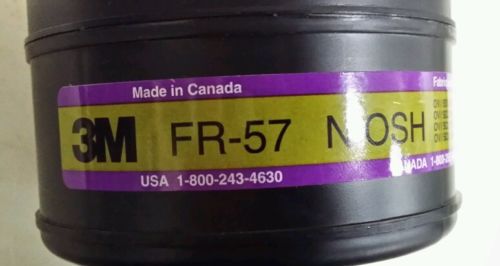 Made in Canada
3M FR-57 NIOSH
USA 1-800-243-4630